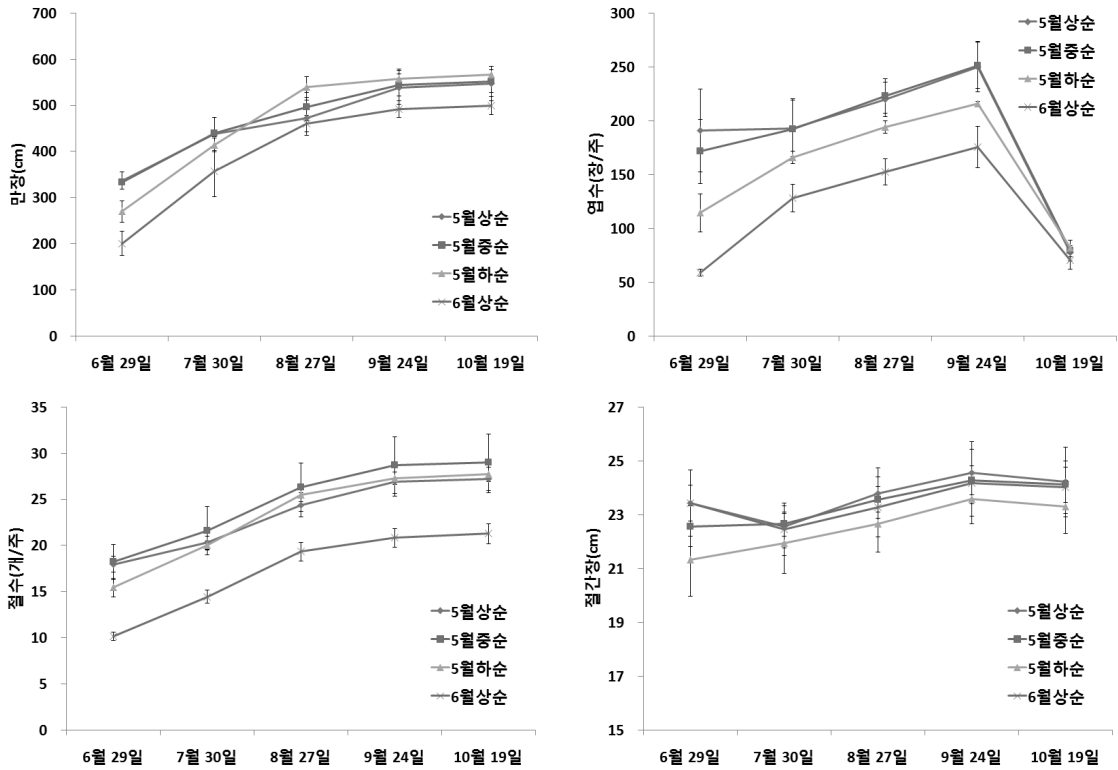 만장(cm)
700
600
500
400
300
200
100
0
6월 29일 7월 30일 8월 27일 9월 24일 10월 19일
5월상순
5월중순
5월하순
6월상순
엽수(장/주)
300
250
200
150
100
50
0
6월 29일 7월 30일 8월 27일 9월 24일 10월 19일
5월상순
5월중순
5월하순
6월상순
절수(개/주)
35
30
25
20
15
10
5
0
6월 29일 7월 30일 8월 27일 9월 24일 10월 19일
5월상순
5월중순
5월하순
6월상순
절간장(cm)
27
25
23
21
19
17
15
6월 29일 7월 30일 8월 27일 9월 24일 10월 19일
5월상순
5월중순
5월하순
6월상순